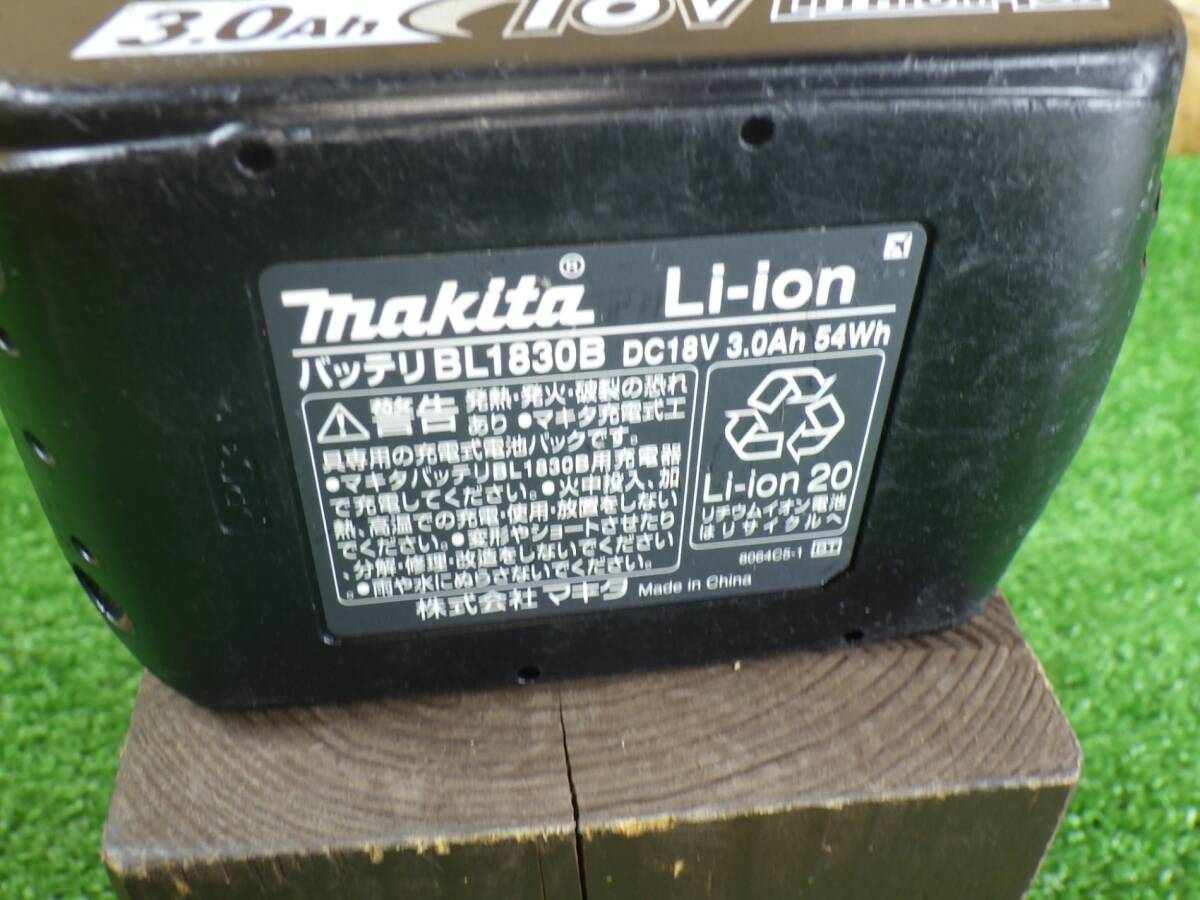 3.0Ah 18V LITHIUM-ION
makita® Li-ion
バッテリ BL1830B DC18V 3.0Ah 54Wh
警告 発熱・発火・破裂の恐れ
あり ●マキタ充電式工
具専用の充電式電池パックです。
●マキタバッテリBL1830B用充電器
で充電してください。●火中投入、加
熱、高温での充電・使用・放置をしない
でください。●変形やショートさせたり
、分解・修理・改造をしないでください
。●雨や水にぬらさないでください。
Li-ion 20
リチウムイオン電池
はリサイクルへ
8064C5-1 DT
株式会社 マキタ Made in China